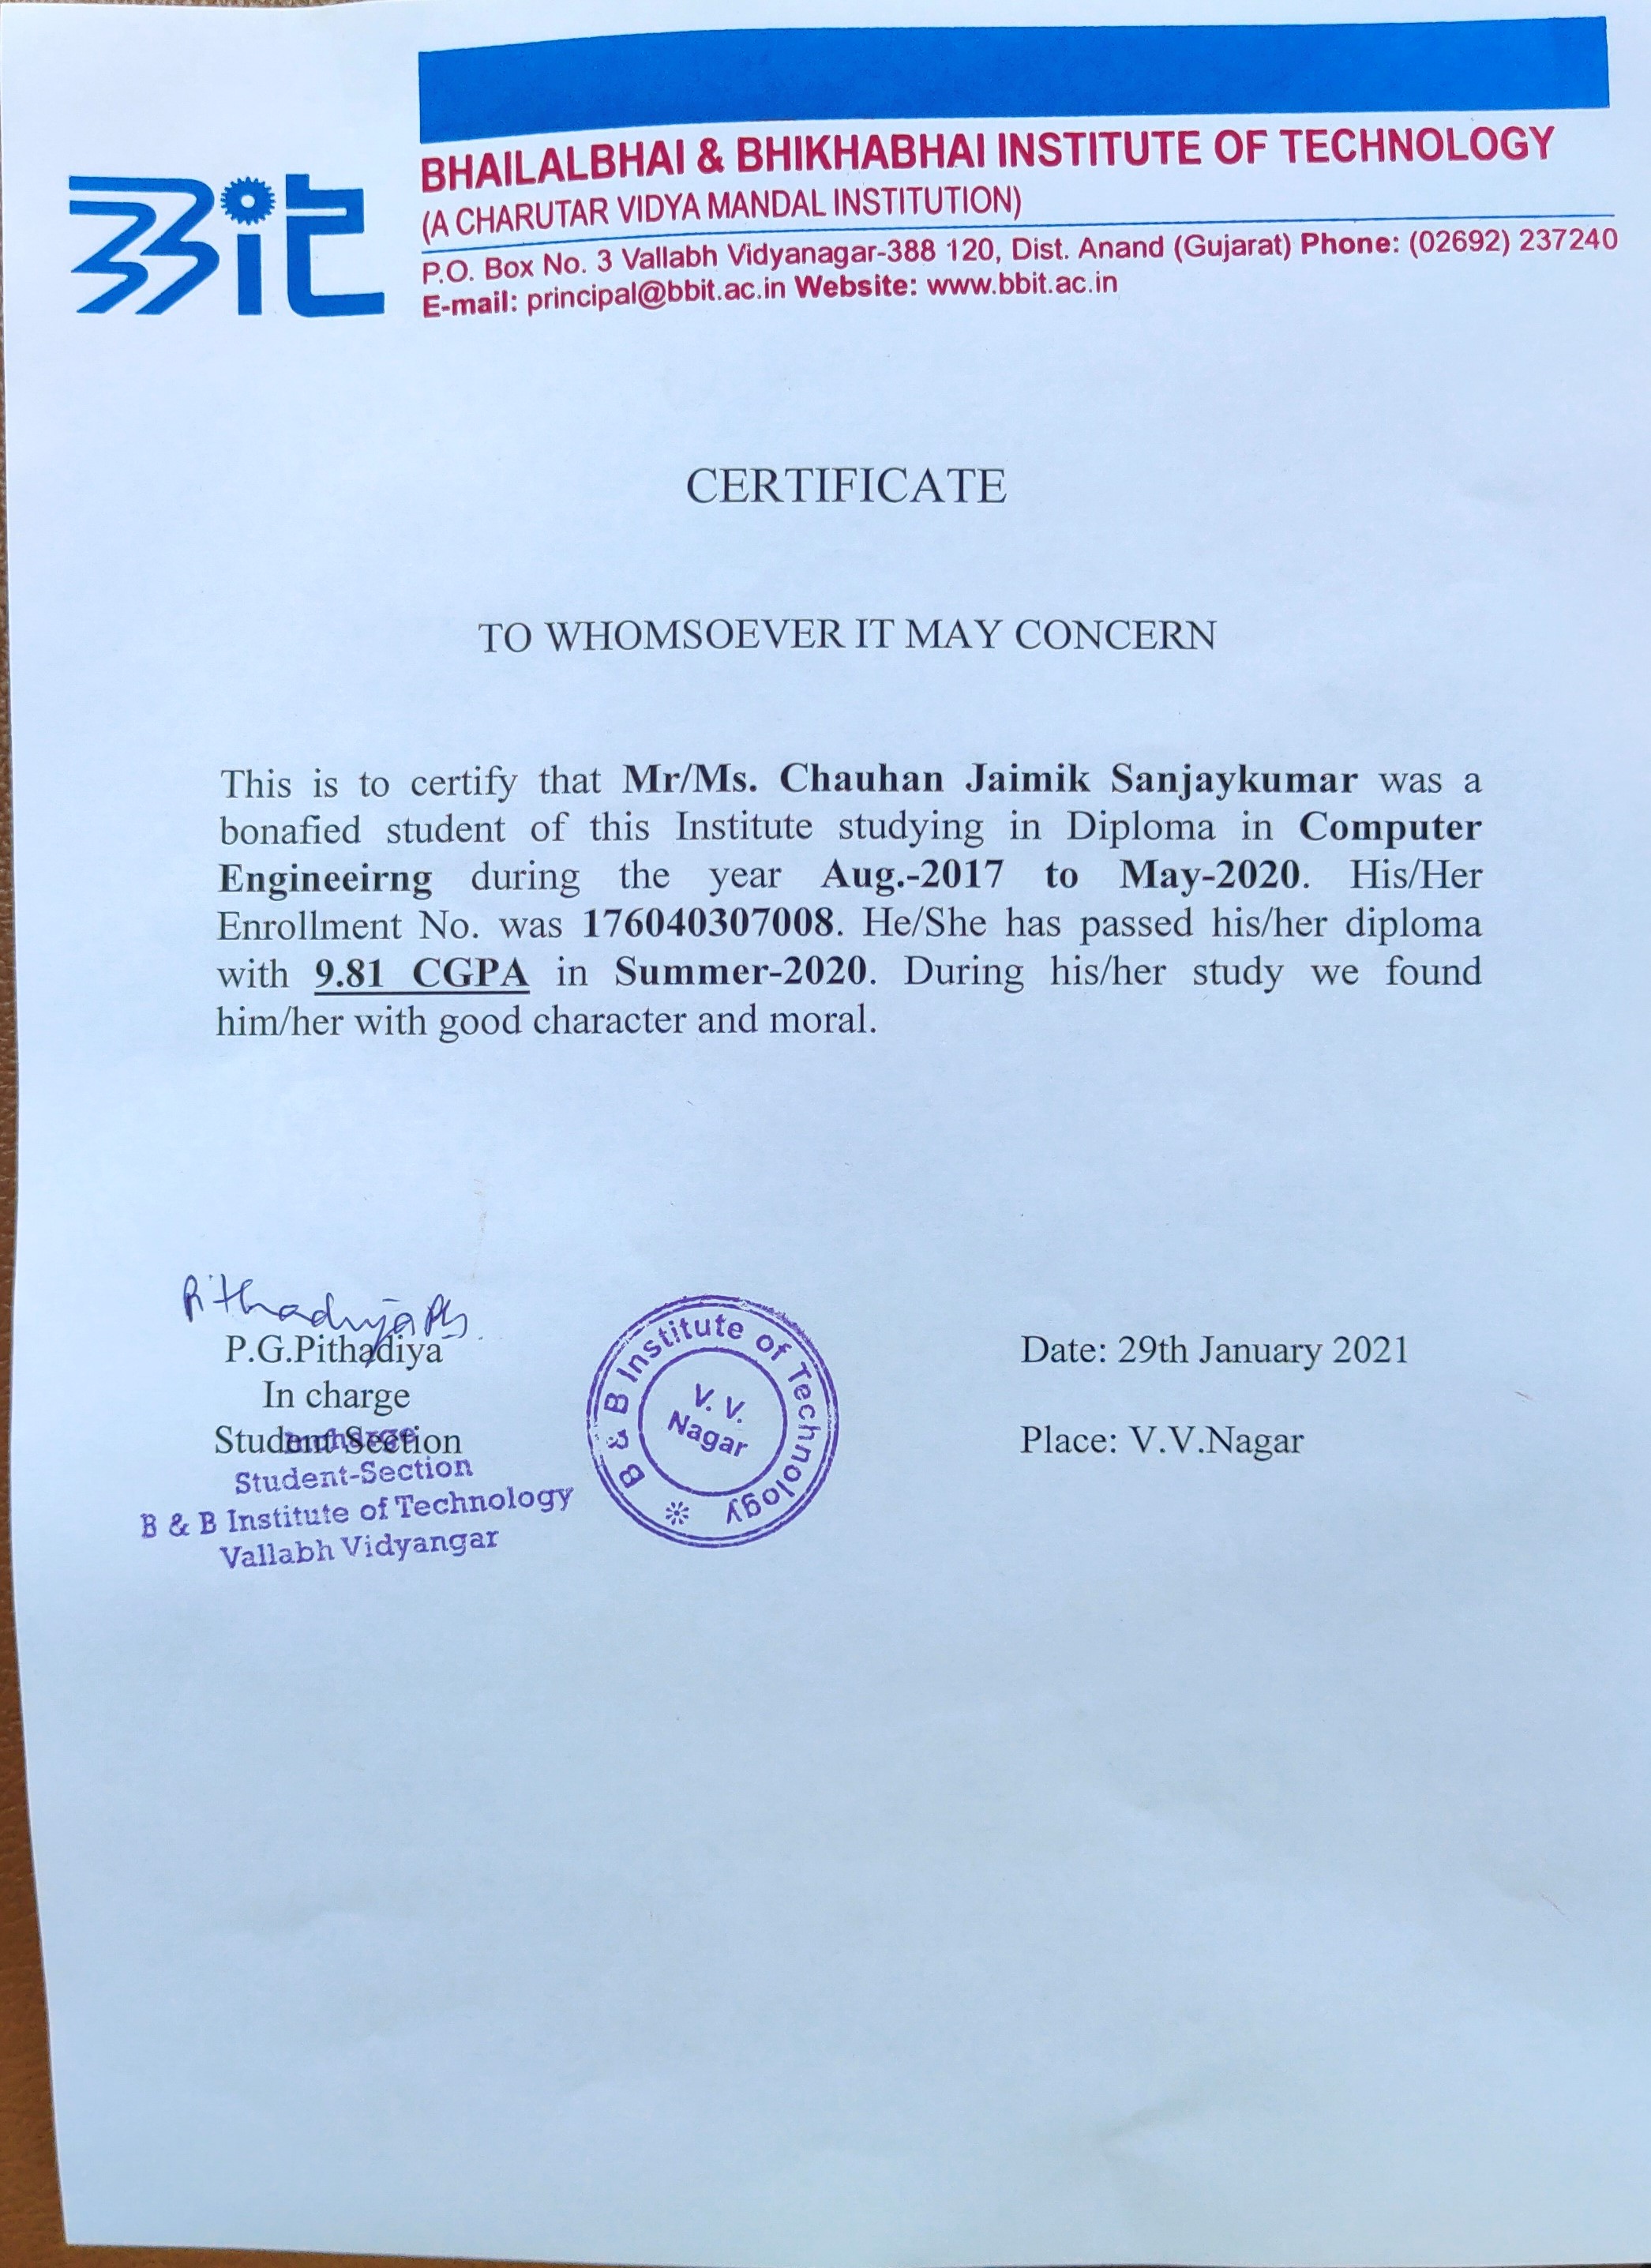 BBit
BHAILALBHAI & BHIKHABHAI INSTITUTE OF TECHNOLOGY
(A CHARUTAR VIDYA MANDAL INSTITUTION)
P.O. Box No. 3 Vallabh Vidyanagar-388 120, Dist. Anand (Gujarat) Phone: (02692) 237240
E-mail: principal@bbit.ac.in Website: www.bbit.ac.in
CERTIFICATE
TO WHOMSOEVER IT MAY CONCERN
This is to certify that Mr/Ms. Chauhan Jaimik Sanjaykumar was a
bonafied student of this Institute studying in Diploma in Computer
Engineeirng during the year Aug.-2017 to May-2020. His/Her
Enrollment No. was 176040307008. He/She has passed his/her diploma
with 9.81 CGPA in Summer-2020. During his/her study we found
him/her with good character and moral.
P.G.Pithadiya
In charge
Student Section
Student-Section
B & B Institute of Technology
Vallabh Vidyangar
B & B Institute of Technology
V. V.
Nagar
Date: 29th January 2021
Place: V.V.Nagar